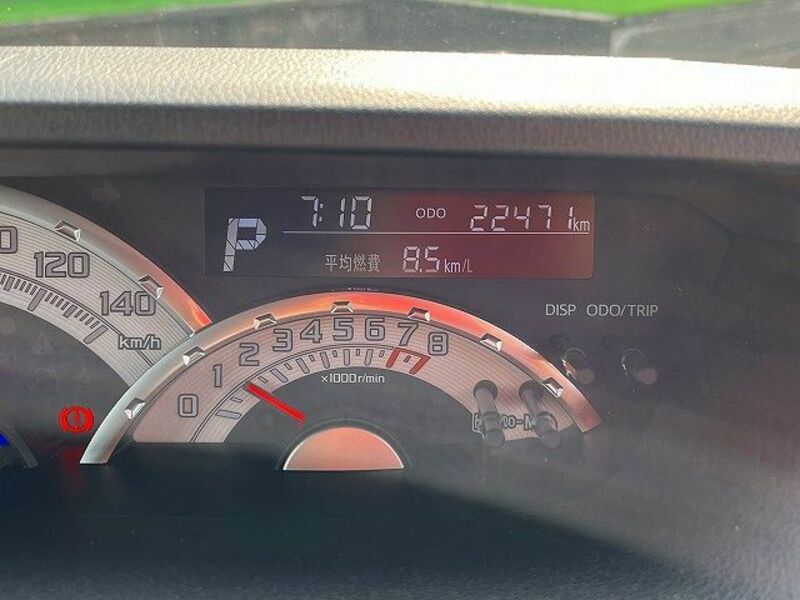 7:10 ODO 22471km
P
平均燃費 8.5km/L
DISP ODO/TRIP
120
140
km/h
0 1 2 3 4 5 6 7 8
×1000r/min